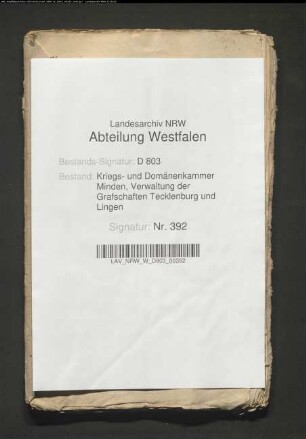 Landesarchiv NRW
Abteilung Westfalen
Bestands-Signatur: D 803
Bestand: Kriegs- und Domänenkammer
Minden, Verwaltung der
Grafschaften Tecklenburg und
Lingen
Signatur: Nr. 392